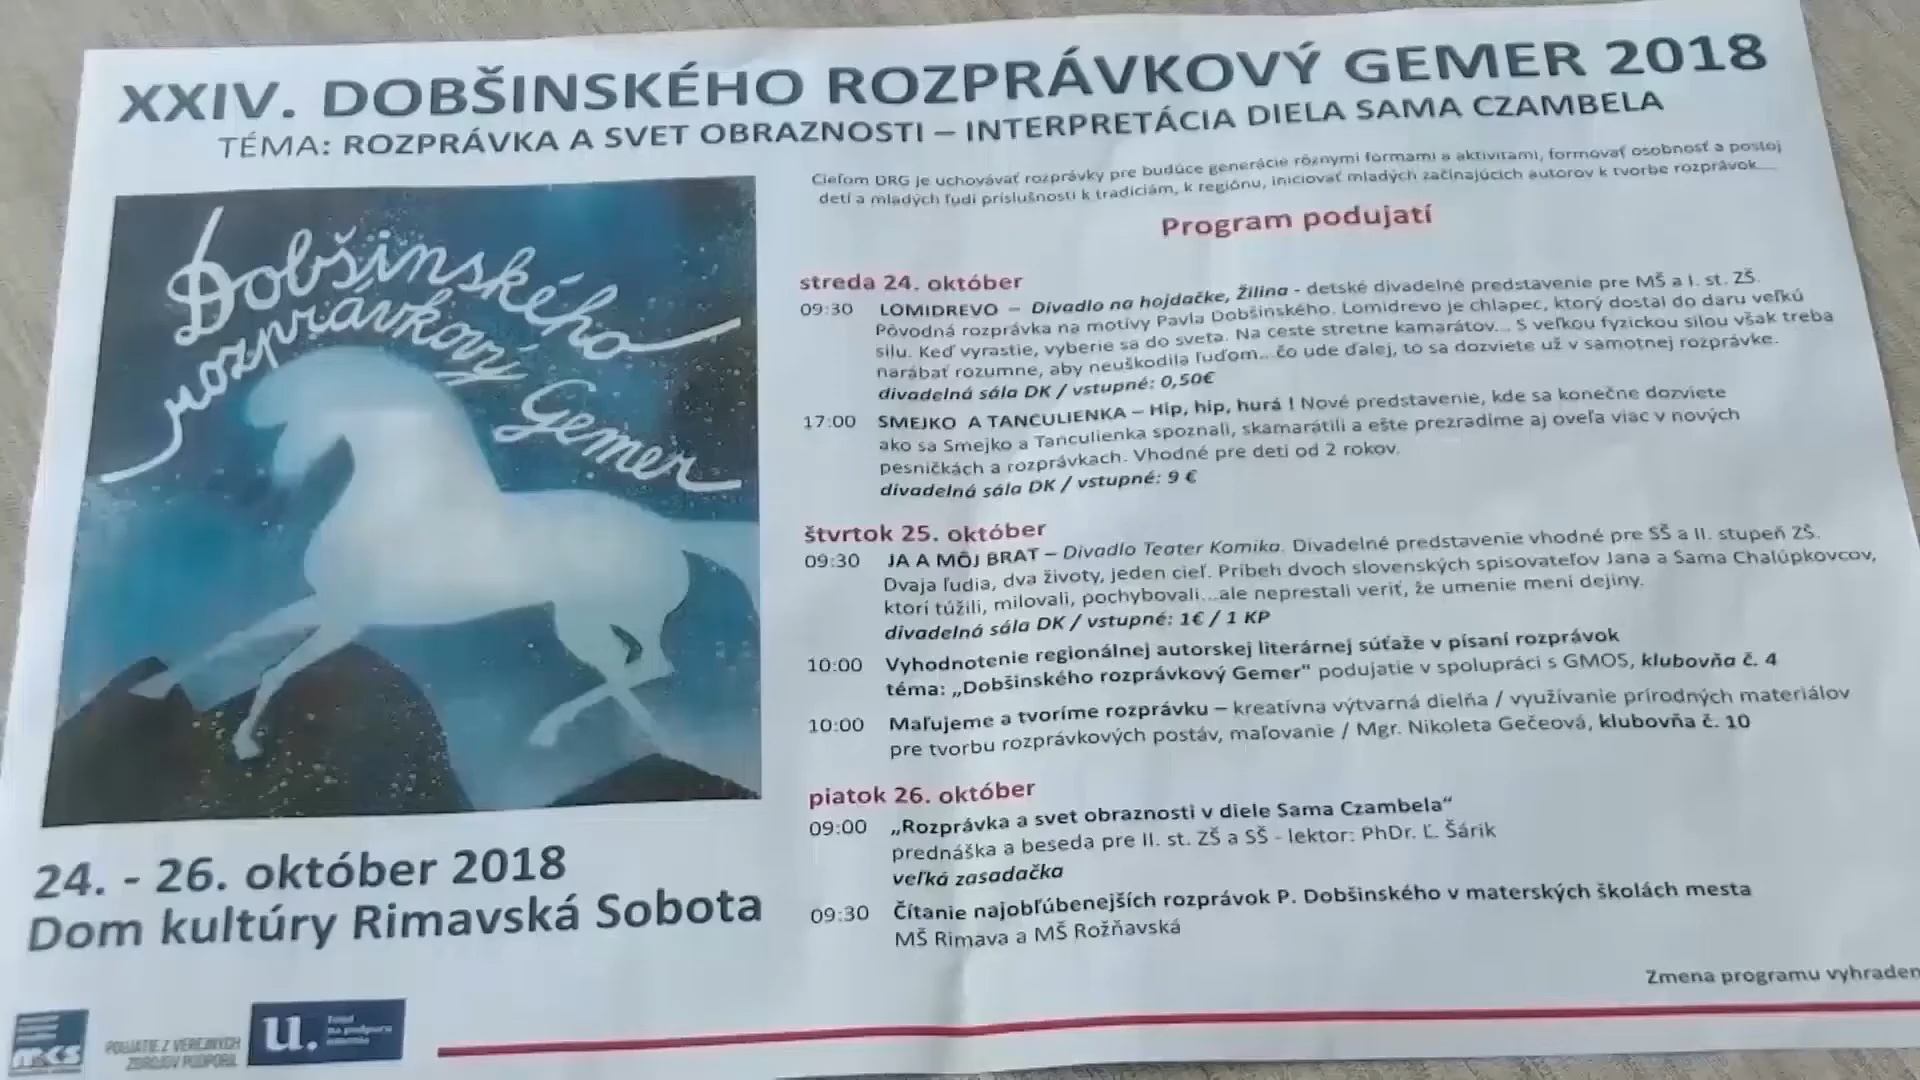 XXIV. DOBŠINSKÉHO ROZPRÁVKOVÝ GEMER 2018
TÉMA: ROZPRÁVKA A SVET OBRAZNOSTI – INTERPRETÁCIA DIELA SAMA CZAMBELA
Cieľom DRG je uchovávať rozprávky pre budúce generácie rôznymi formami a aktivitami, formovať osobnosť a postoj
detí a mladých ľudí príslušnosti k tradíciám, k regiónu, iniciovať mladých začínajúcich autorov k tvorbe rozprávok....
Dobšinského
rozprávkový
Gemer
24. - 26. október 2018
Dom kultúry Rimavská Sobota
Program podujatí
streda 24. október
09:30 LOMIDREVO – Divadlo na hojdačke, Žilina - detské divadelné predstavenie pre MŠ a I. st. ZŠ.
Pôvodná rozprávka na motívy Pavla Dobšinského. Lomidrevo je chlapec, ktorý dostal do daru veľkú
silu. Keď vyrastie, vyberie sa do sveta. Na ceste stretne kamarátov... S veľkou fyzickou silou však treba
narábať rozumne, aby neuškodila ľuďom...čo ude ďalej, to sa dozviete už v samotnej rozprávke.
divadelná sála DK / vstupné: 0,50€
17:00 SMEJKO A TANCULIENKA – Hip, hip, hurá ! Nové predstavenie, kde sa konečne dozviete
ako sa Smejko a Tanculienka spoznali, skamarátili a ešte prezradíme aj oveľa viac v nových
pesničkách a rozprávkach. Vhodné pre deti od 2 rokov.
divadelná sála DK / vstupné: 9 €
štvrtok 25. október
09:30 JA A MÔJ BRAT – Divadlo Teater Komika. Divadelné predstavenie vhodné pre SŠ a II. stupeň ZŠ.
Dvaja ľudia, dva životy, jeden cieľ. Príbeh dvoch slovenských spisovateľov Jana a Sama Chalúpkovcov,
ktorí túžili, milovali, pochybovali...ale neprestali veriť, že umenie mení dejiny.
divadelná sála DK / vstupné: 1€ / 1 KP
10:00 Vyhodnotenie regionálnej autorskej literárnej súťaže v písaní rozprávok
téma: „Dobšinského rozprávkový Gemer“ podujatie v spolupráci s GMOS, klubovňa č. 4
10:00 Maľujeme a tvoríme rozprávku – kreatívna výtvarná dielňa / využívanie prírodných materiálov
pre tvorbu rozprávkových postáv, maľovanie / Mgr. Nikoleta Gečeová, klubovňa č. 10
piatok 26. október
09:00 „Rozprávka a svet obraznosti v diele Sama Czambela“
prednáška a beseda pre II. st. ZŠ a SŠ - lektor: PhDr. Ľ. Šárik
veľká zasadačka
09:30 Čítanie najobľúbenejších rozprávok P. Dobšinského v materských školách mesta
MŠ Rimava a MŠ Rožňavská
Zmena programu vyhraden
MKS
PODUJATIE Z VEREJNÝCH
ZDROJOV PODPORIL
u. Fond
na podporu
umenia